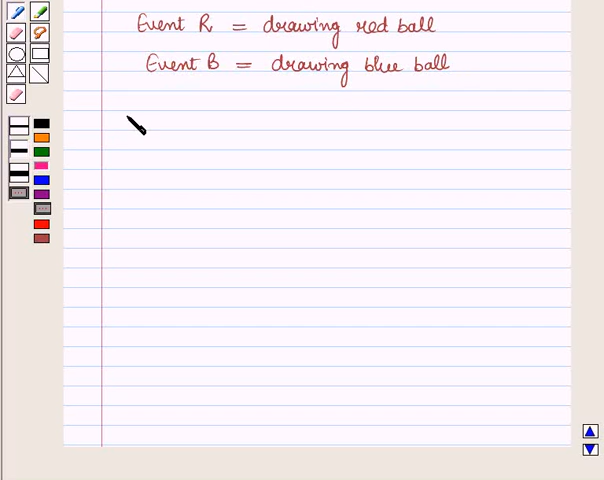 Event R = drawing red ball
Event B = drawing blue ball